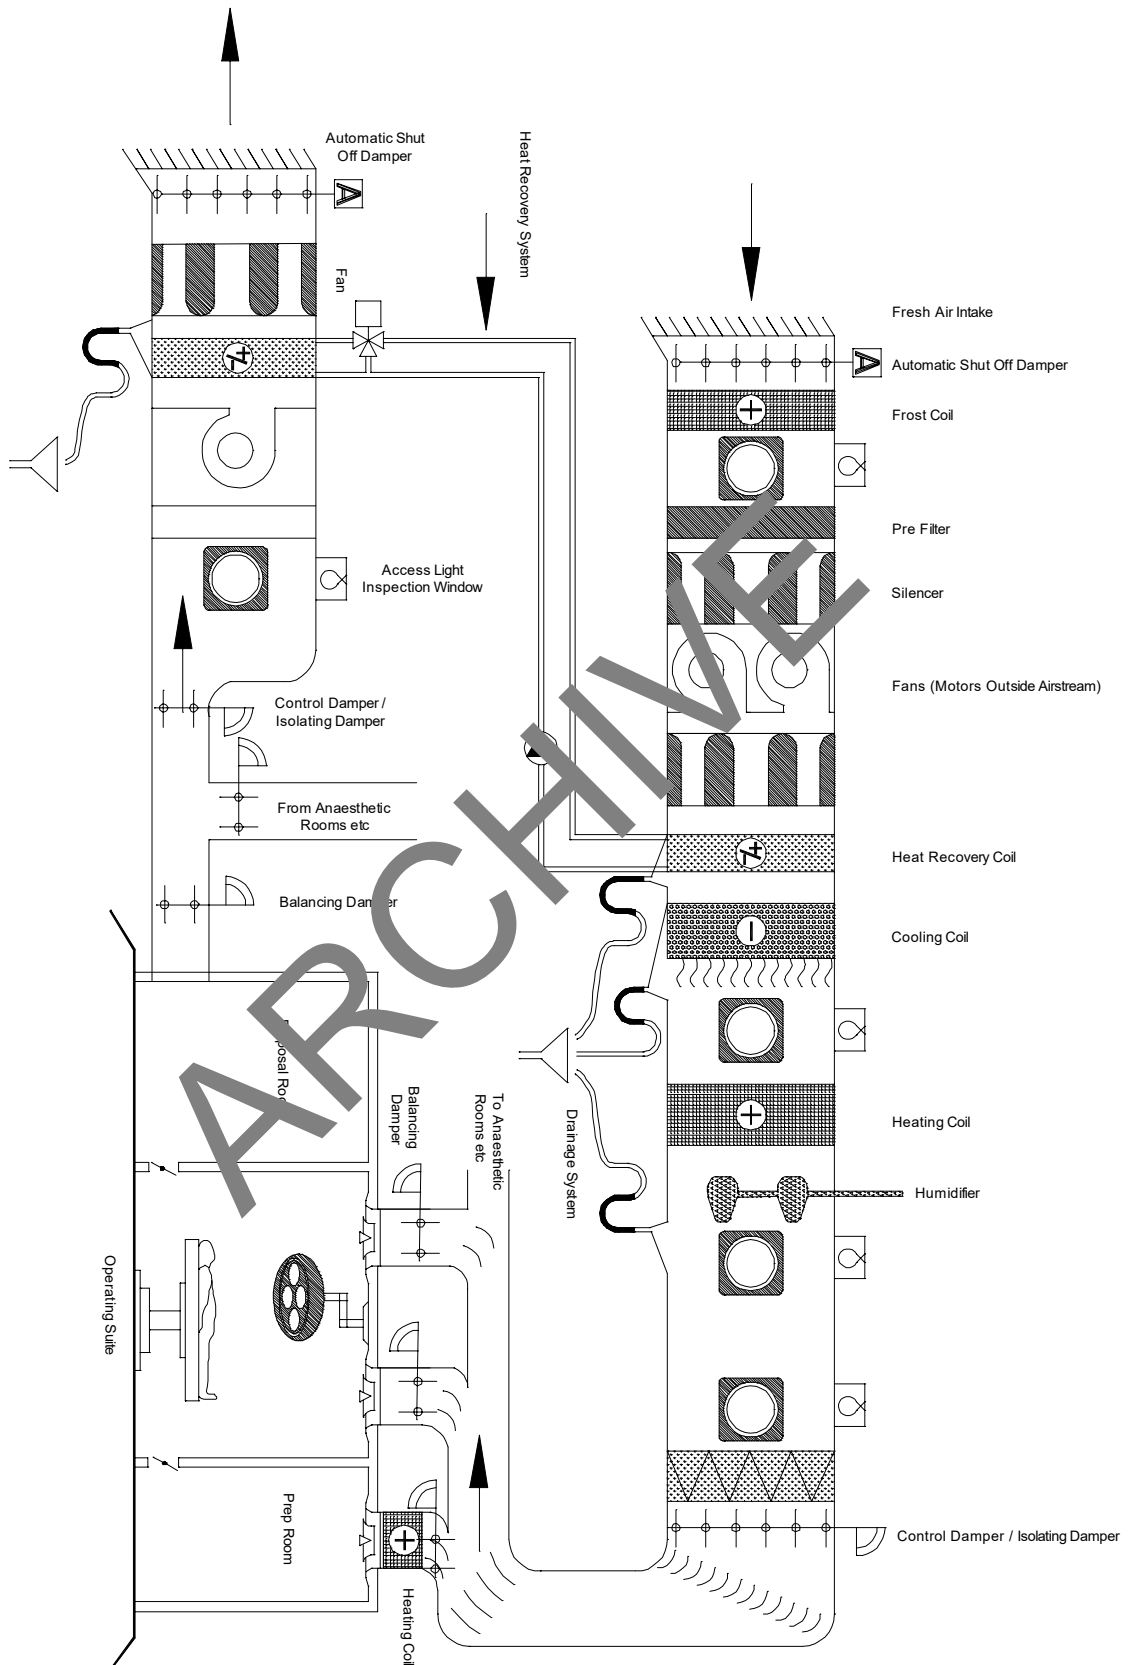 Automatic Shut
Off Damper
A
Heat Recovery System
Fan
Fresh Air Intake
Automatic Shut Off Damper
A
Frost Coil
Pre Filter
Access Light
Inspection Window
Silencer
Fans (Motors Outside Airstream)
Control Damper /
Isolating Damper
From Anaesthetic
Rooms etc
Heat Recovery Coil
Balancing Damper
Cooling Coil
ARCHIVE
Balancing
Damper
To Anaesthetic
Rooms etc
Drainage System
Heating Coil
Humidifier
Operating Suite
Prep Room
Control Damper / Isolating Damper
Heating Coil